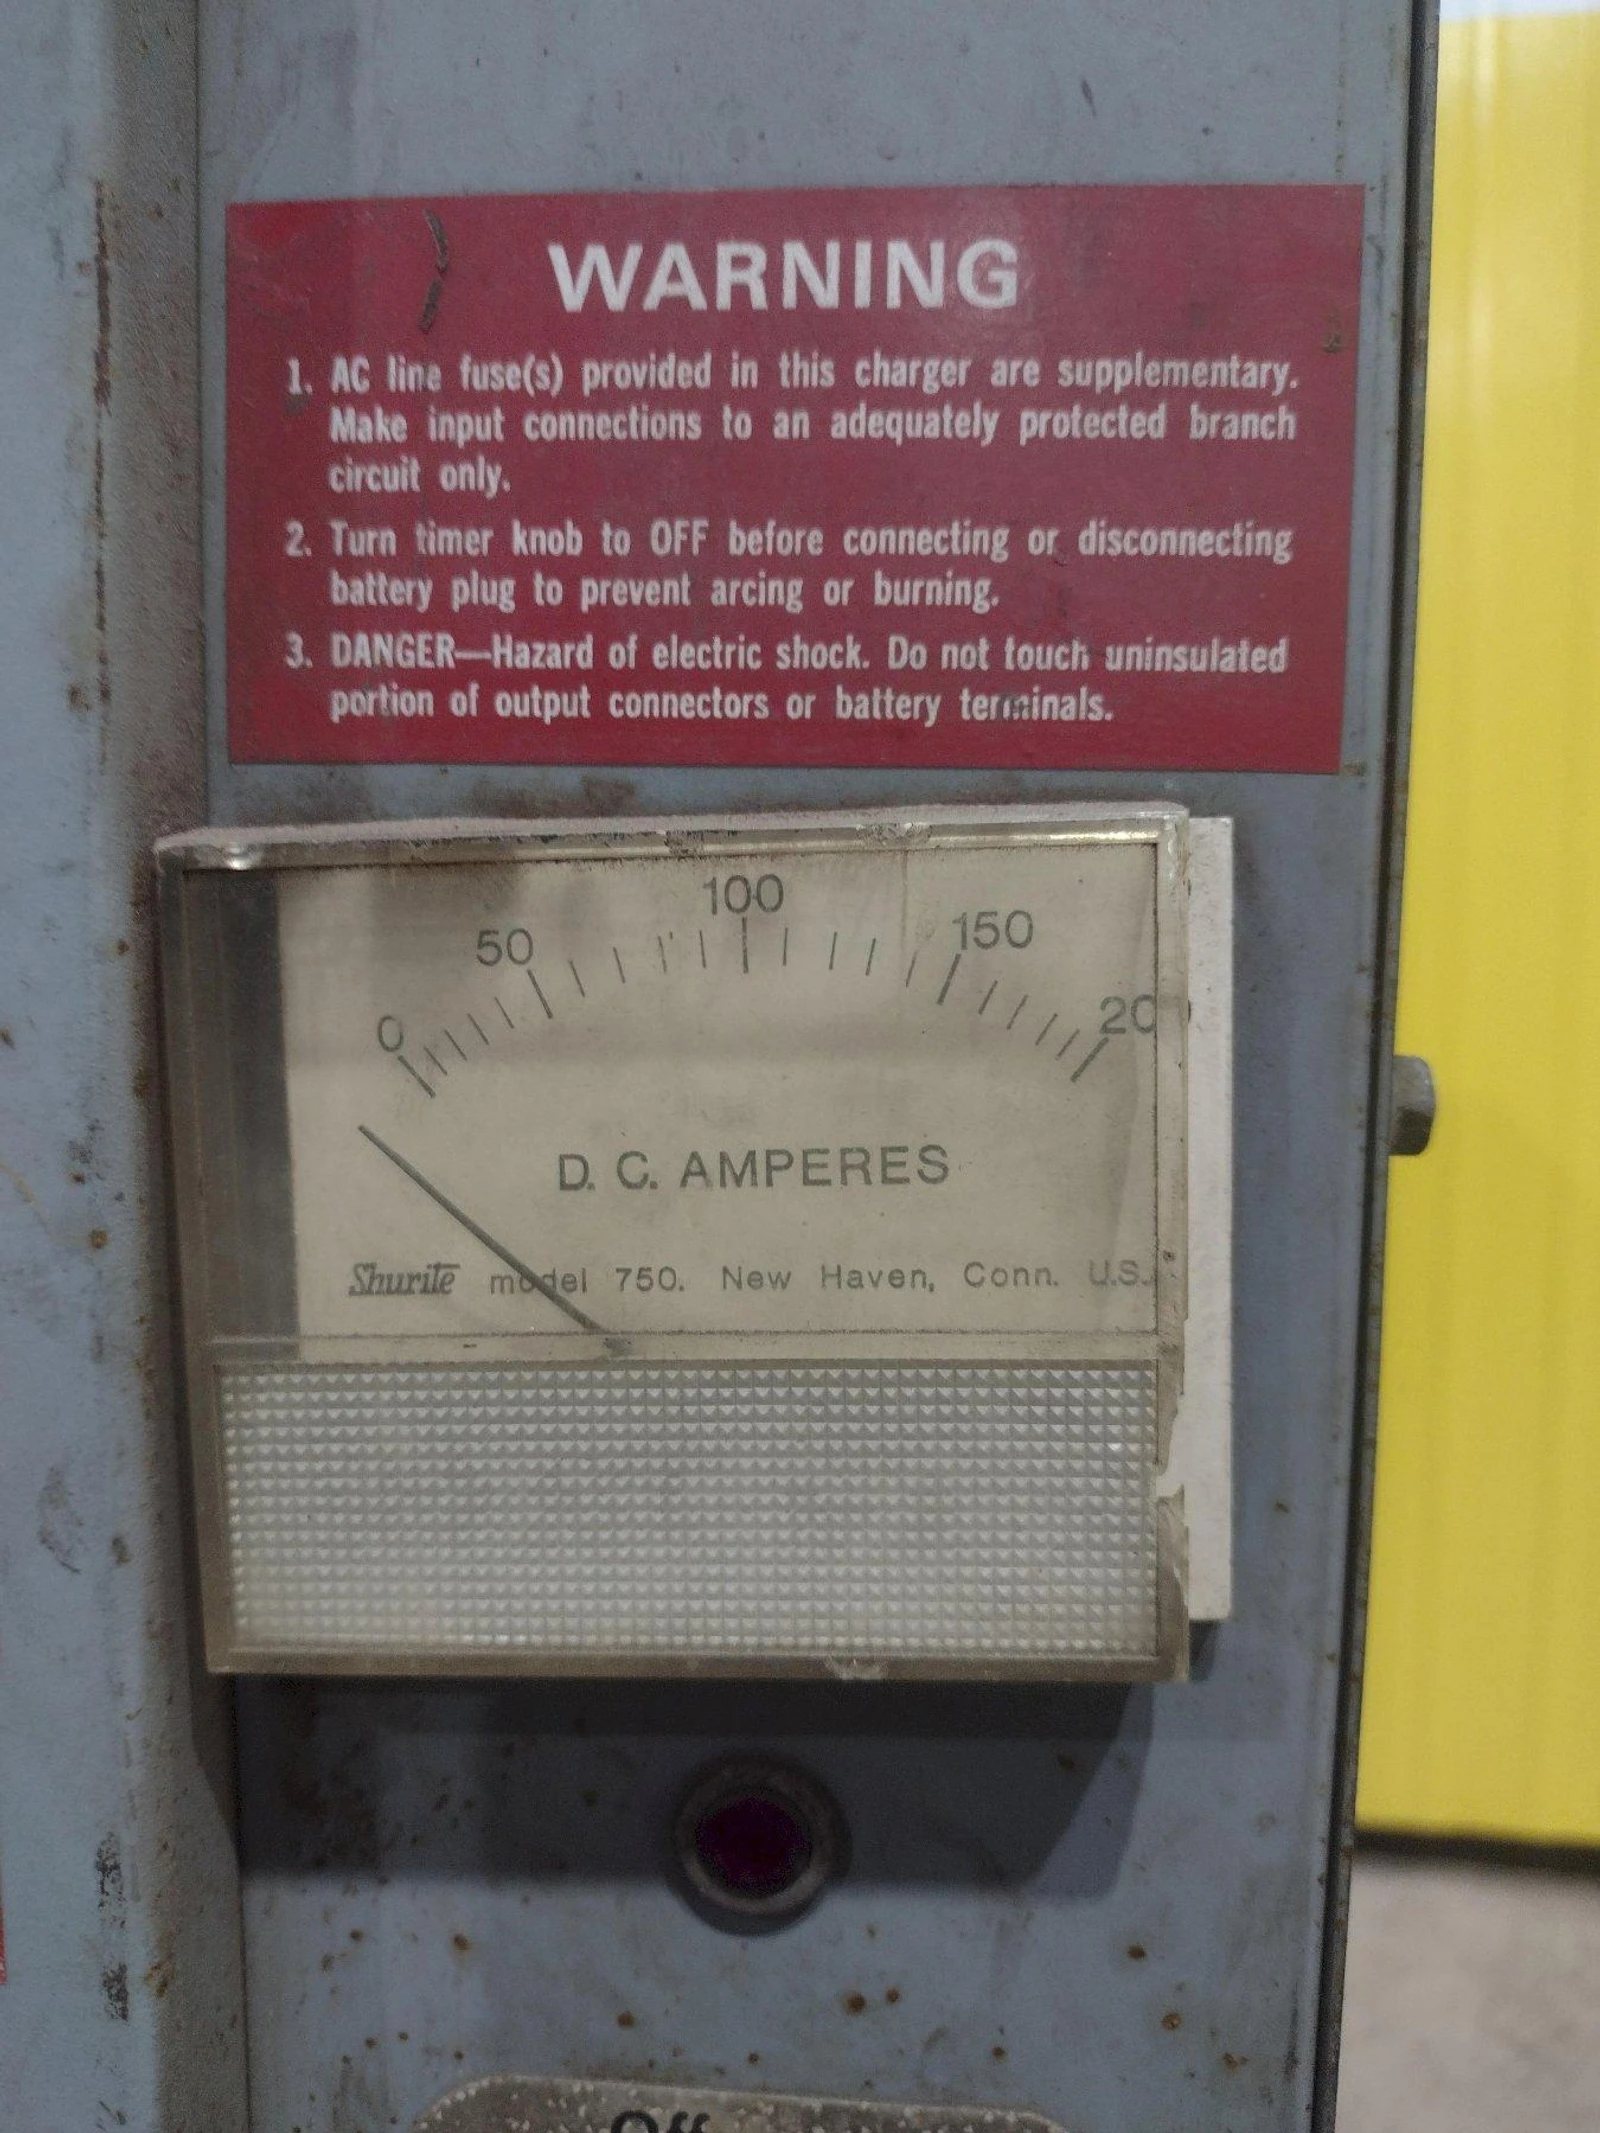 WARNING
1. AC line fuse(s) provided in this charger are supplementary.
Make input connections to an adequately protected branch
circuit only.
2. Turn timer knob to OFF before connecting or disconnecting
battery plug to prevent arcing or burning.
3. DANGER—Hazard of electric shock. Do not touch uninsulated
portion of output connectors or battery terminals.
0 50 100 150 200
D. C. AMPERES
Shurite model 750. New Haven, Conn. U.S.
Off